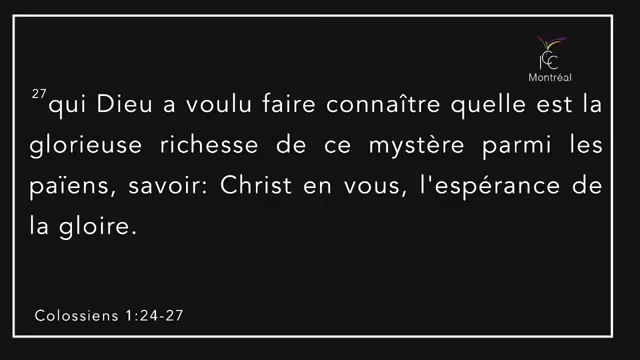 ICC
Montréal
27qui Dieu a voulu faire connaître quelle est la
glorieuse richesse de ce mystère parmi les
païens, savoir: Christ en vous, l'espérance de
la gloire.
Colossiens 1:24-27